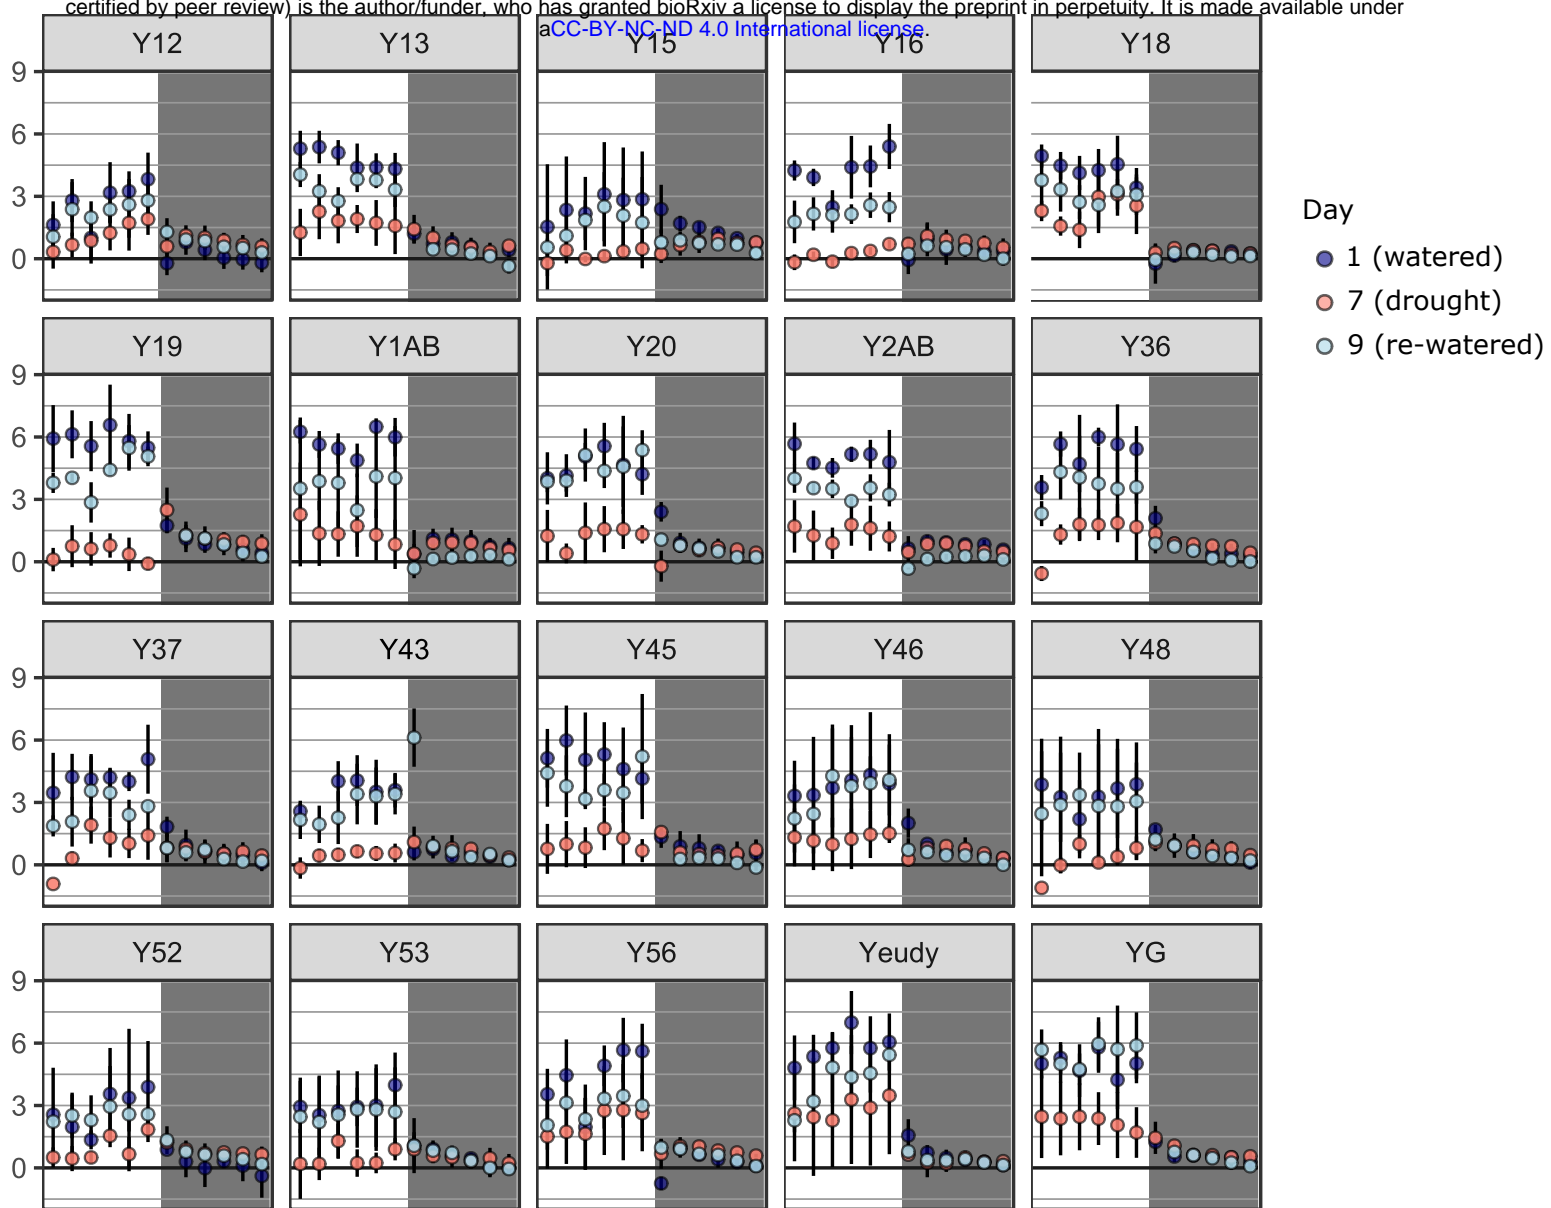 certified by peer review) is the author/funder, who has granted bioRxiv a license to display the preprint in perpetuity. It is made available under
aCC-BY-NC-ND 4.0 International license.
Y12 Y13 Y15 Y16 Y18
9
6
3
0
Day
1 (watered)
7 (drought)
9 (re-watered)
Y19 Y1AB Y20 Y2AB Y36
9
6
3
0
Y37 Y43 Y45 Y46 Y48
9
6
3
0
Y52 Y53 Y56 Yeudy YG
9
6
3
0